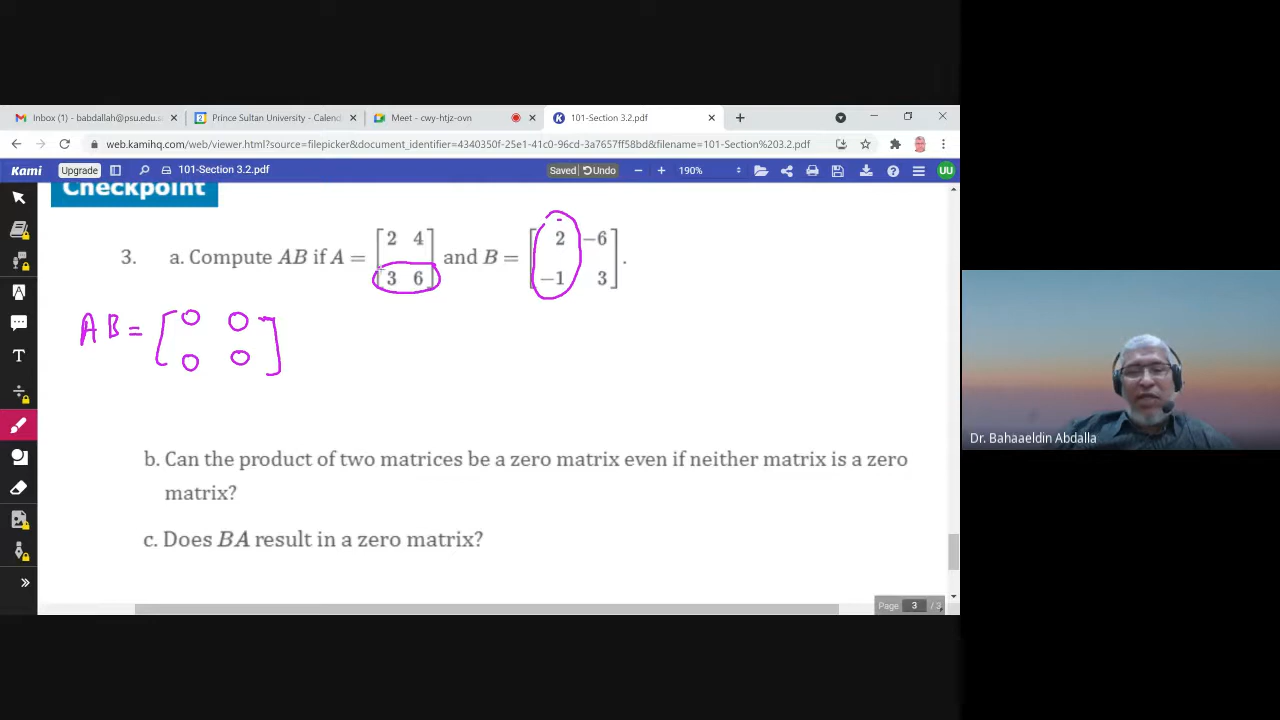 Inbox (1) - babdallah@psu.edu.s
Prince Sultan University - Calend
Meet - cwy-htjz-ovn
101-Section 3.2.pdf
web.kamihq.com/web/viewer.html?source=filepicker&document_identifier=4340350f-25e1-41c0-96cd-3a7657ff58bd&filename=101-Section%203.2.pdf
Kami
Upgrade
101-Section 3.2.pdf
Saved
Undo
190%
UU
Checkpoint
3. a. Compute AB if A = [2 4; 3 6] and B = [2 −6; −1 3].
AB = [0 0; 0 0]
b. Can the product of two matrices be a zero matrix even if neither matrix is a zero
matrix?
c. Does BA result in a zero matrix?
Page 3 / 3
Dr. Bahaaeldin Abdalla